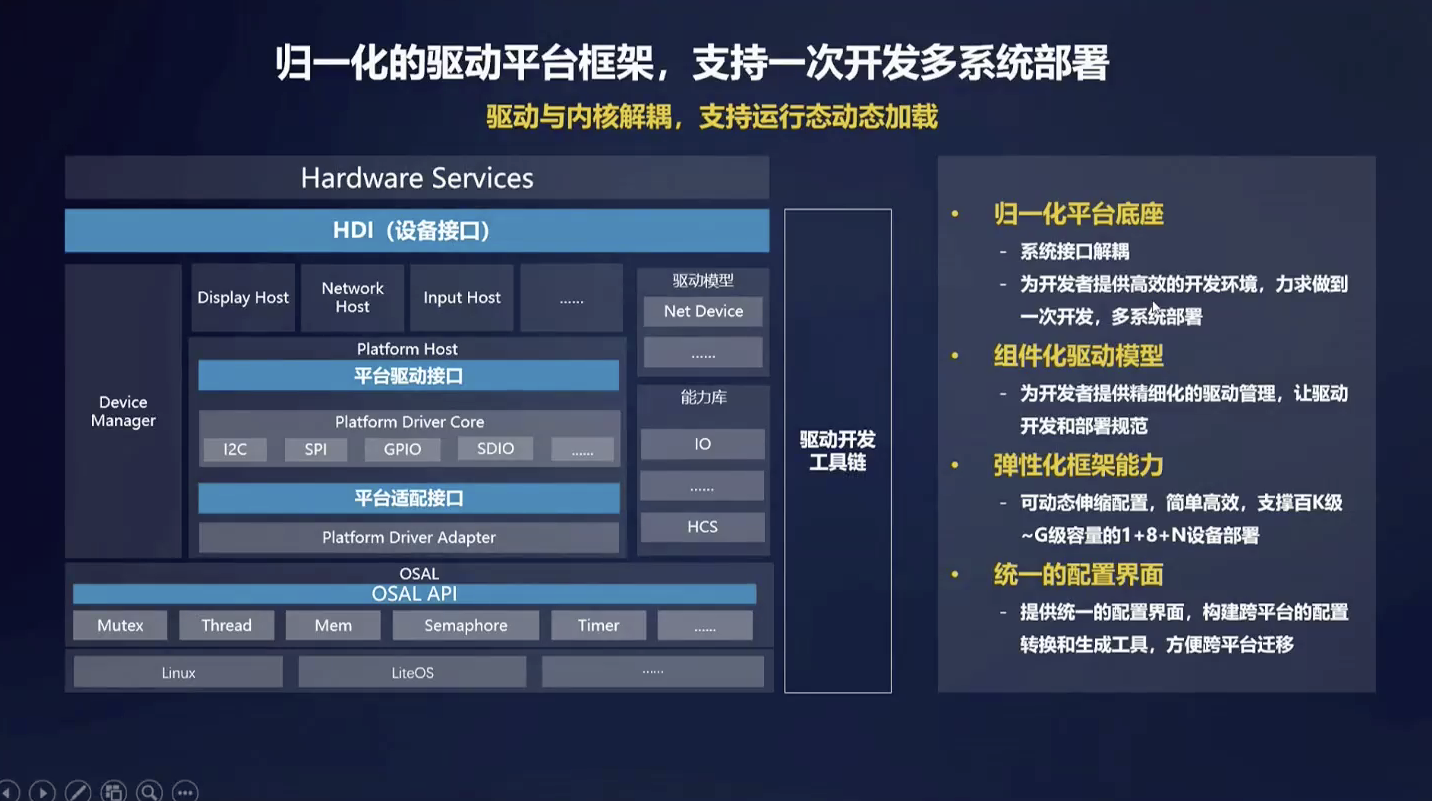 归一化的驱动平台框架，支持一次开发多系统部署
驱动与内核解耦，支持运行态动态加载
Hardware Services
HDI（设备接口）
Device
Manager
Display Host
Network
Host
Input Host
......
Platform Host
平台驱动接口
Platform Driver Core
I2C
SPI
GPIO
SDIO
......
平台适配接口
Platform Driver Adapter
驱动模型
Net Device
......
能力库
IO
......
HCS
OSAL
OSAL API
Mutex
Thread
Mem
Semaphore
Timer
......
Linux
LiteOS
......
驱动开发
工具链
• 归一化平台底座
- 系统接口解耦
- 为开发者提供高效的开发环境，力求做到
一次开发，多系统部署
• 组件化驱动模型
- 为开发者提供精细化的驱动管理，让驱动
开发和部署规范
• 弹性化框架能力
- 可动态伸缩配置，简单高效，支撑百K级
~G级容量的1+8+N设备部署
• 统一的配置界面
- 提供统一的配置界面，构建跨平台的配置
转换和生成工具，方便跨平台迁移